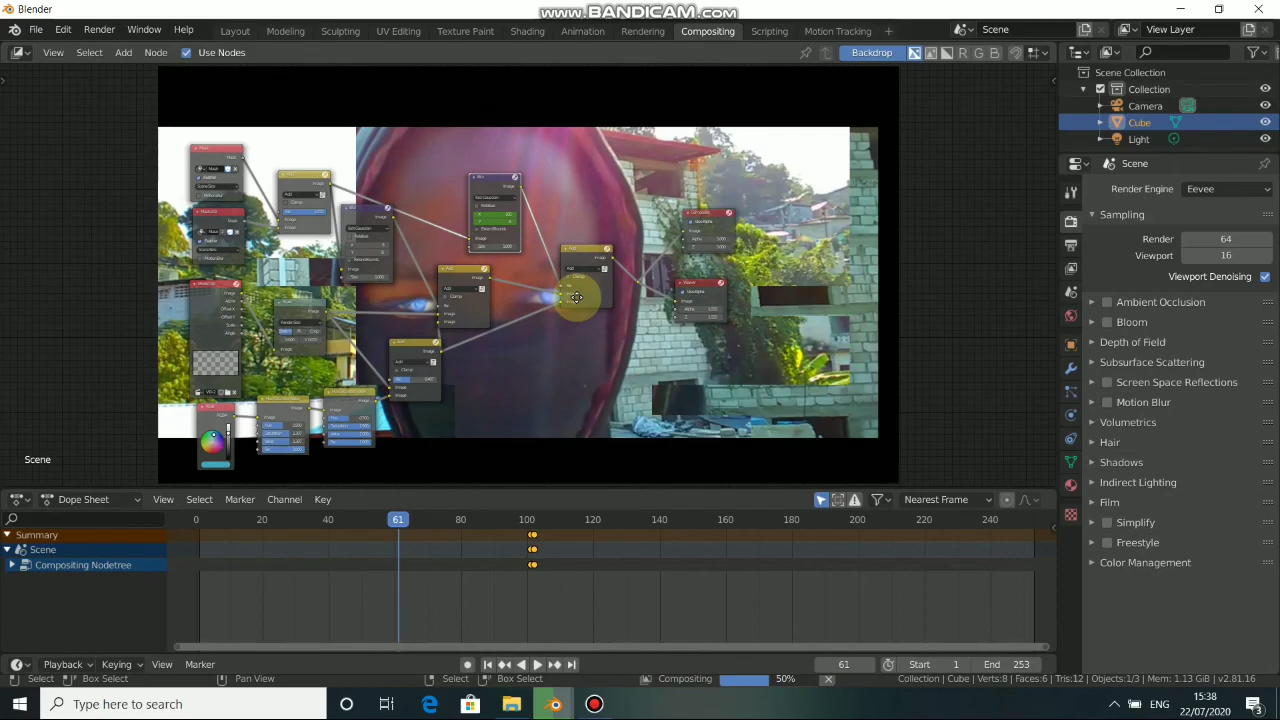 Blender
www.BANDICAM.com
File Edit Render Window Help Layout Modeling Sculpting UV Editing Texture Paint Shading Animation Rendering Compositing Scripting Motion Tracking + Scene View Layer
View Select Add Node Use Nodes Backdrop R G B
Scene Collection
Collection
Camera
Cube
Light
Scene
Render Engine Eevee
Sampling
Render 64
Viewport 16
Viewport Denoising
Ambient Occlusion
Bloom
Depth of Field
Subsurface Scattering
Screen Space Reflections
Motion Blur
Volumetrics
Hair
Shadows
Indirect Lighting
Film
Simplify
Freestyle
Color Management
Scene
Dope Sheet View Select Marker Channel Key Nearest Frame
0 20 40 61 80 100 120 140 160 180 200 220 240
Summary
Scene
Compositing Nodetree
Playback Keying View Marker 61 Start 1 End 253
Select Box Select Pan View Select Box Select Compositing 50% Collection | Cube | Verts:8 | Faces:6 | Tris:12 | Objects:1/3 | Mem: 1.13 GiB | v2.81.16
Type here to search
ENG
15:38
22/07/2020
3